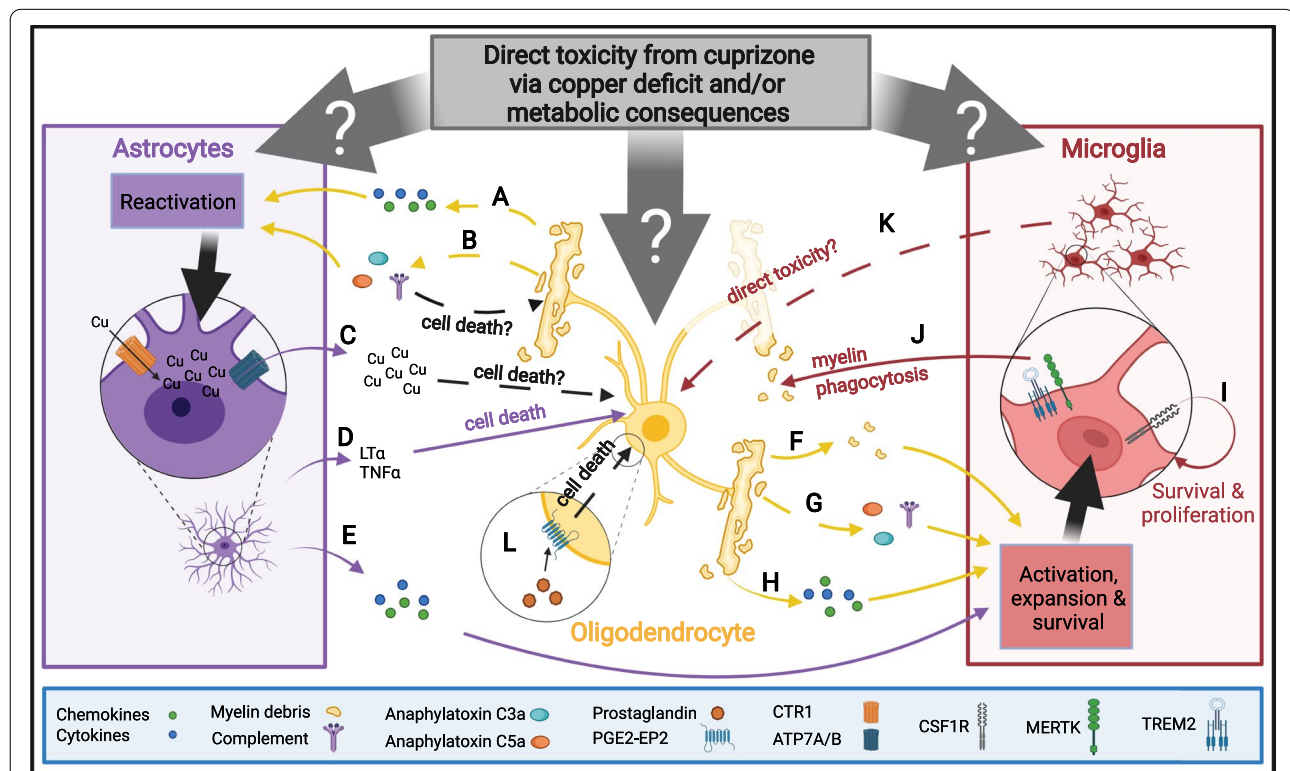 Direct toxicity from cuprizone
via copper deficit and/or
metabolic consequences
?
?
?
Astrocytes
Reactivation
Cu
Cu
Cu
Cu
Cu
Cu
Cu
A
B
cell death?
C
Cu
Cu
Cu
Cu
Cu
cell death?
D
LTα
TNFα
cell death
E
L
cell death
Oligodendrocyte
direct toxicity?
K
J
myelin
phagocytosis
F
G
H
Microglia
I
Survival &
proliferation
Activation,
expansion &
survival
Chemokines
Cytokines
Myelin debris
Complement
Anaphylatoxin C3a
Anaphylatoxin C5a
Prostaglandin
PGE2-EP2
CTR1
ATP7A/B
CSF1R
MERTK
TREM2